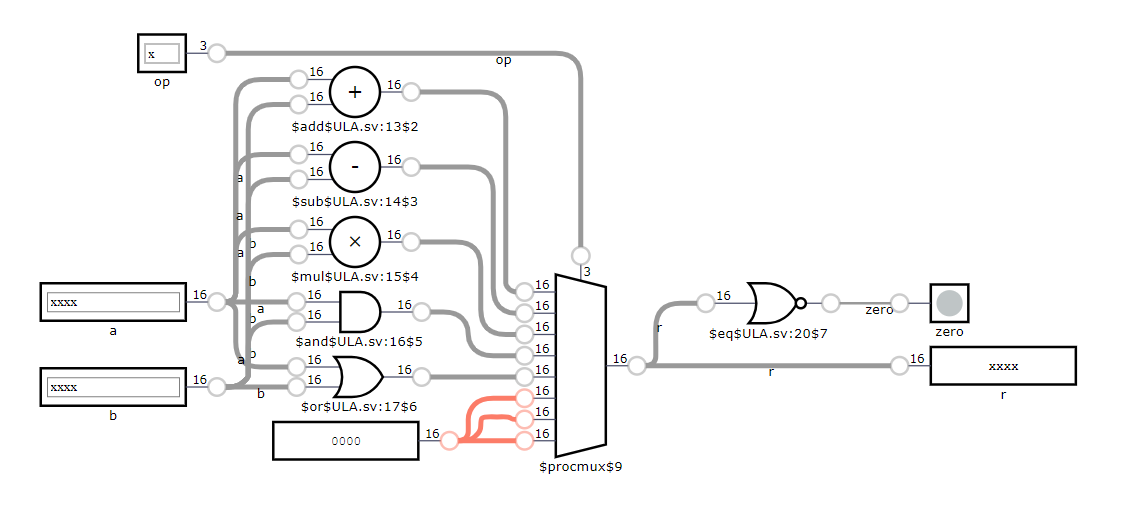 x
3
op
op
16
16
+
16
$add$ULA.sv:13$2
16
16
-
16
a
$sub$ULA.sv:14$3
a
16
16
×
16
b
a
$mul$ULA.sv:15$4
3
b
xxxx
16
a
a
16
16
16
b
$and$ULA.sv:16$5
16
16
16
16
16
16
16
16
16
zero
zero
r
$eq$ULA.sv:20$7
b
a
16
16
16
xxxx
16
b
b
$or$ULA.sv:17$6
0000
16
16
r
16
xxxx
r
$procmux$9